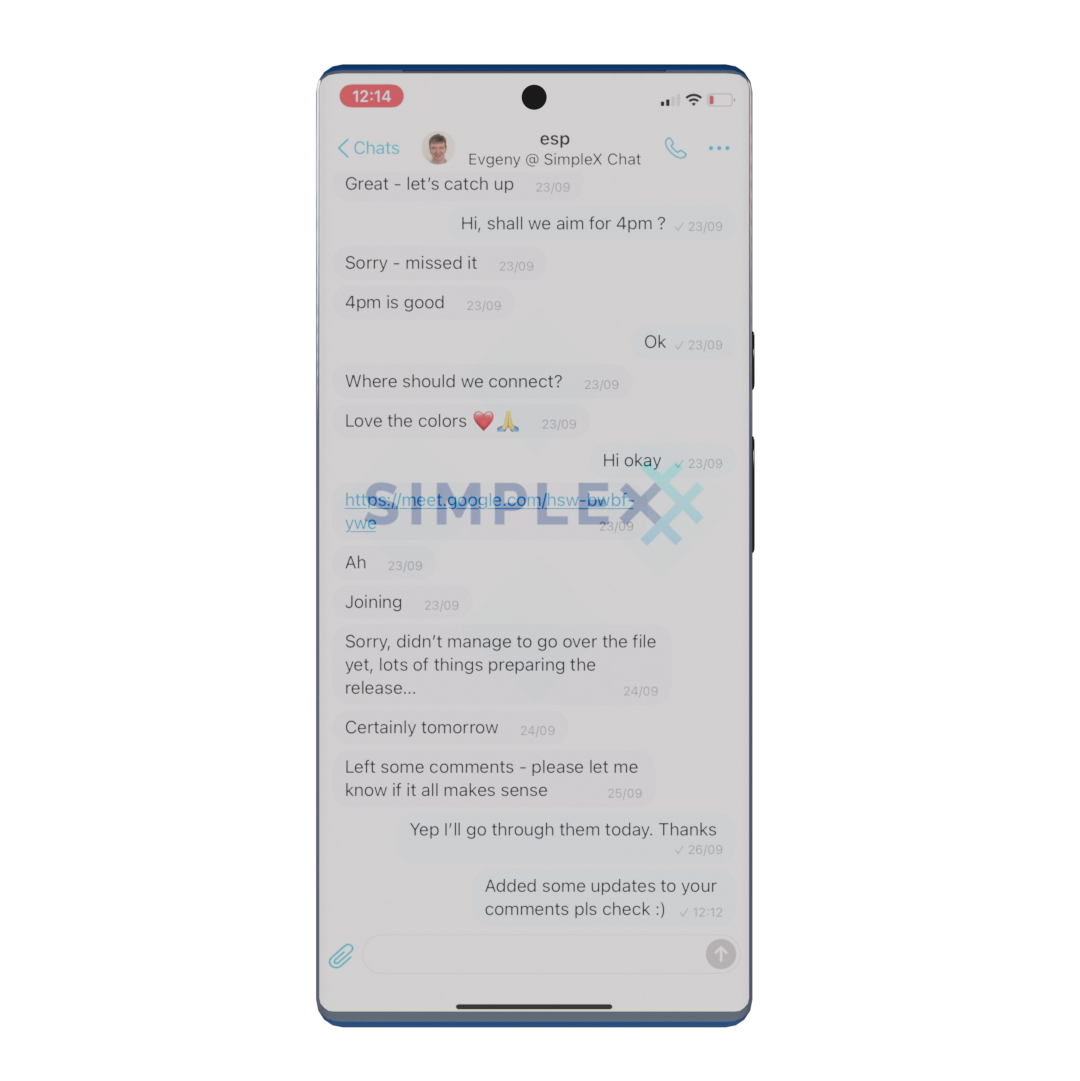 12:14
Chats
esp
Evgeny @ SimpleX Chat
Great - let's catch up 23/09
Hi, shall we aim for 4pm ? ✓ 23/09
Sorry - missed it 23/09
4pm is good 23/09
Ok ✓ 23/09
Where should we connect? 23/09
Love the colors ❤️🙏 23/09
Hi okay ✓ 23/09
https://meet.google.com/hsw-bwbf-
ywe 23/09
SIMPLEX
Ah 23/09
Joining 23/09
Sorry, didn't manage to go over the file
yet, lots of things preparing the
release... 24/09
Certainly tomorrow 24/09
Left some comments - please let me
know if it all makes sense 25/09
Yep I'll go through them today. Thanks
✓ 26/09
Added some updates to your
comments pls check :) ✓ 12:12